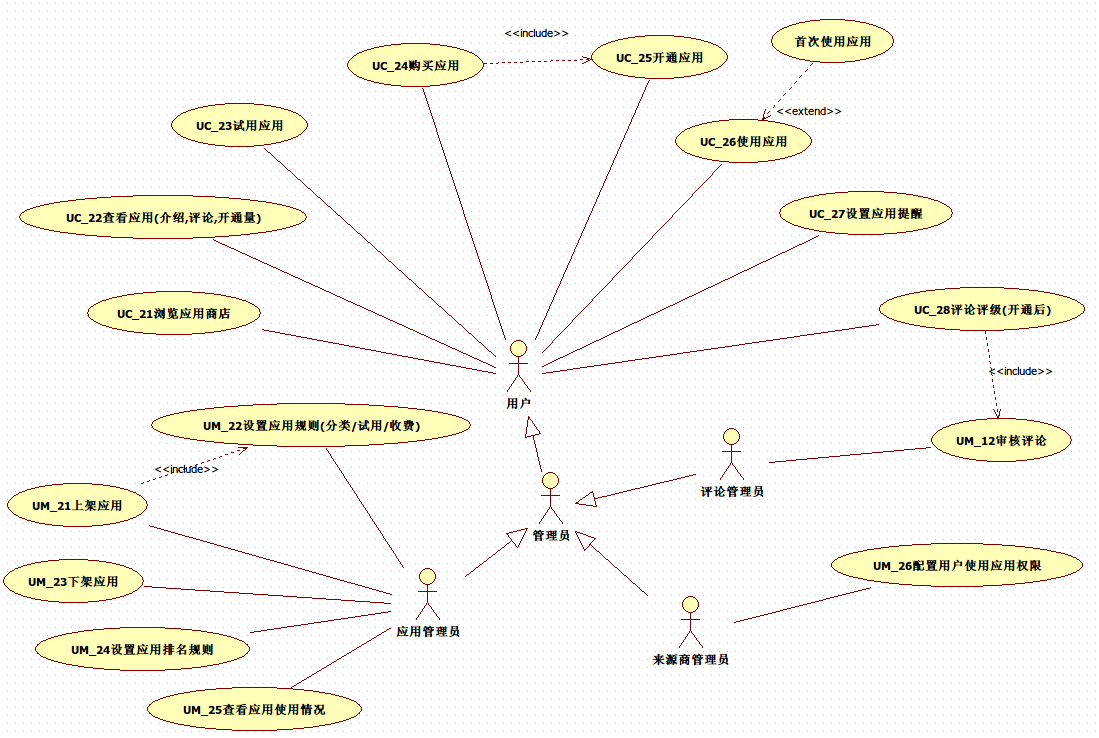 <<include>>
首次使用应用
UC_24购买应用
UC_25开通应用
<<extend>>
UC_23试用应用
UC_26使用应用
UC_22查看应用(介绍,评论,开通量)
UC_27设置应用提醒
UC_21浏览应用商店
UC_28评论评级(开通后)
<<include>>
用户
UM_22设置应用规则(分类/试用/收费)
UM_12审核评论
<<include>>
评论管理员
UM_21上架应用
管理员
UM_26配置用户使用应用权限
UM_23下架应用
应用管理员
UM_24设置应用排名规则
来源商管理员
UM_25查看应用使用情况